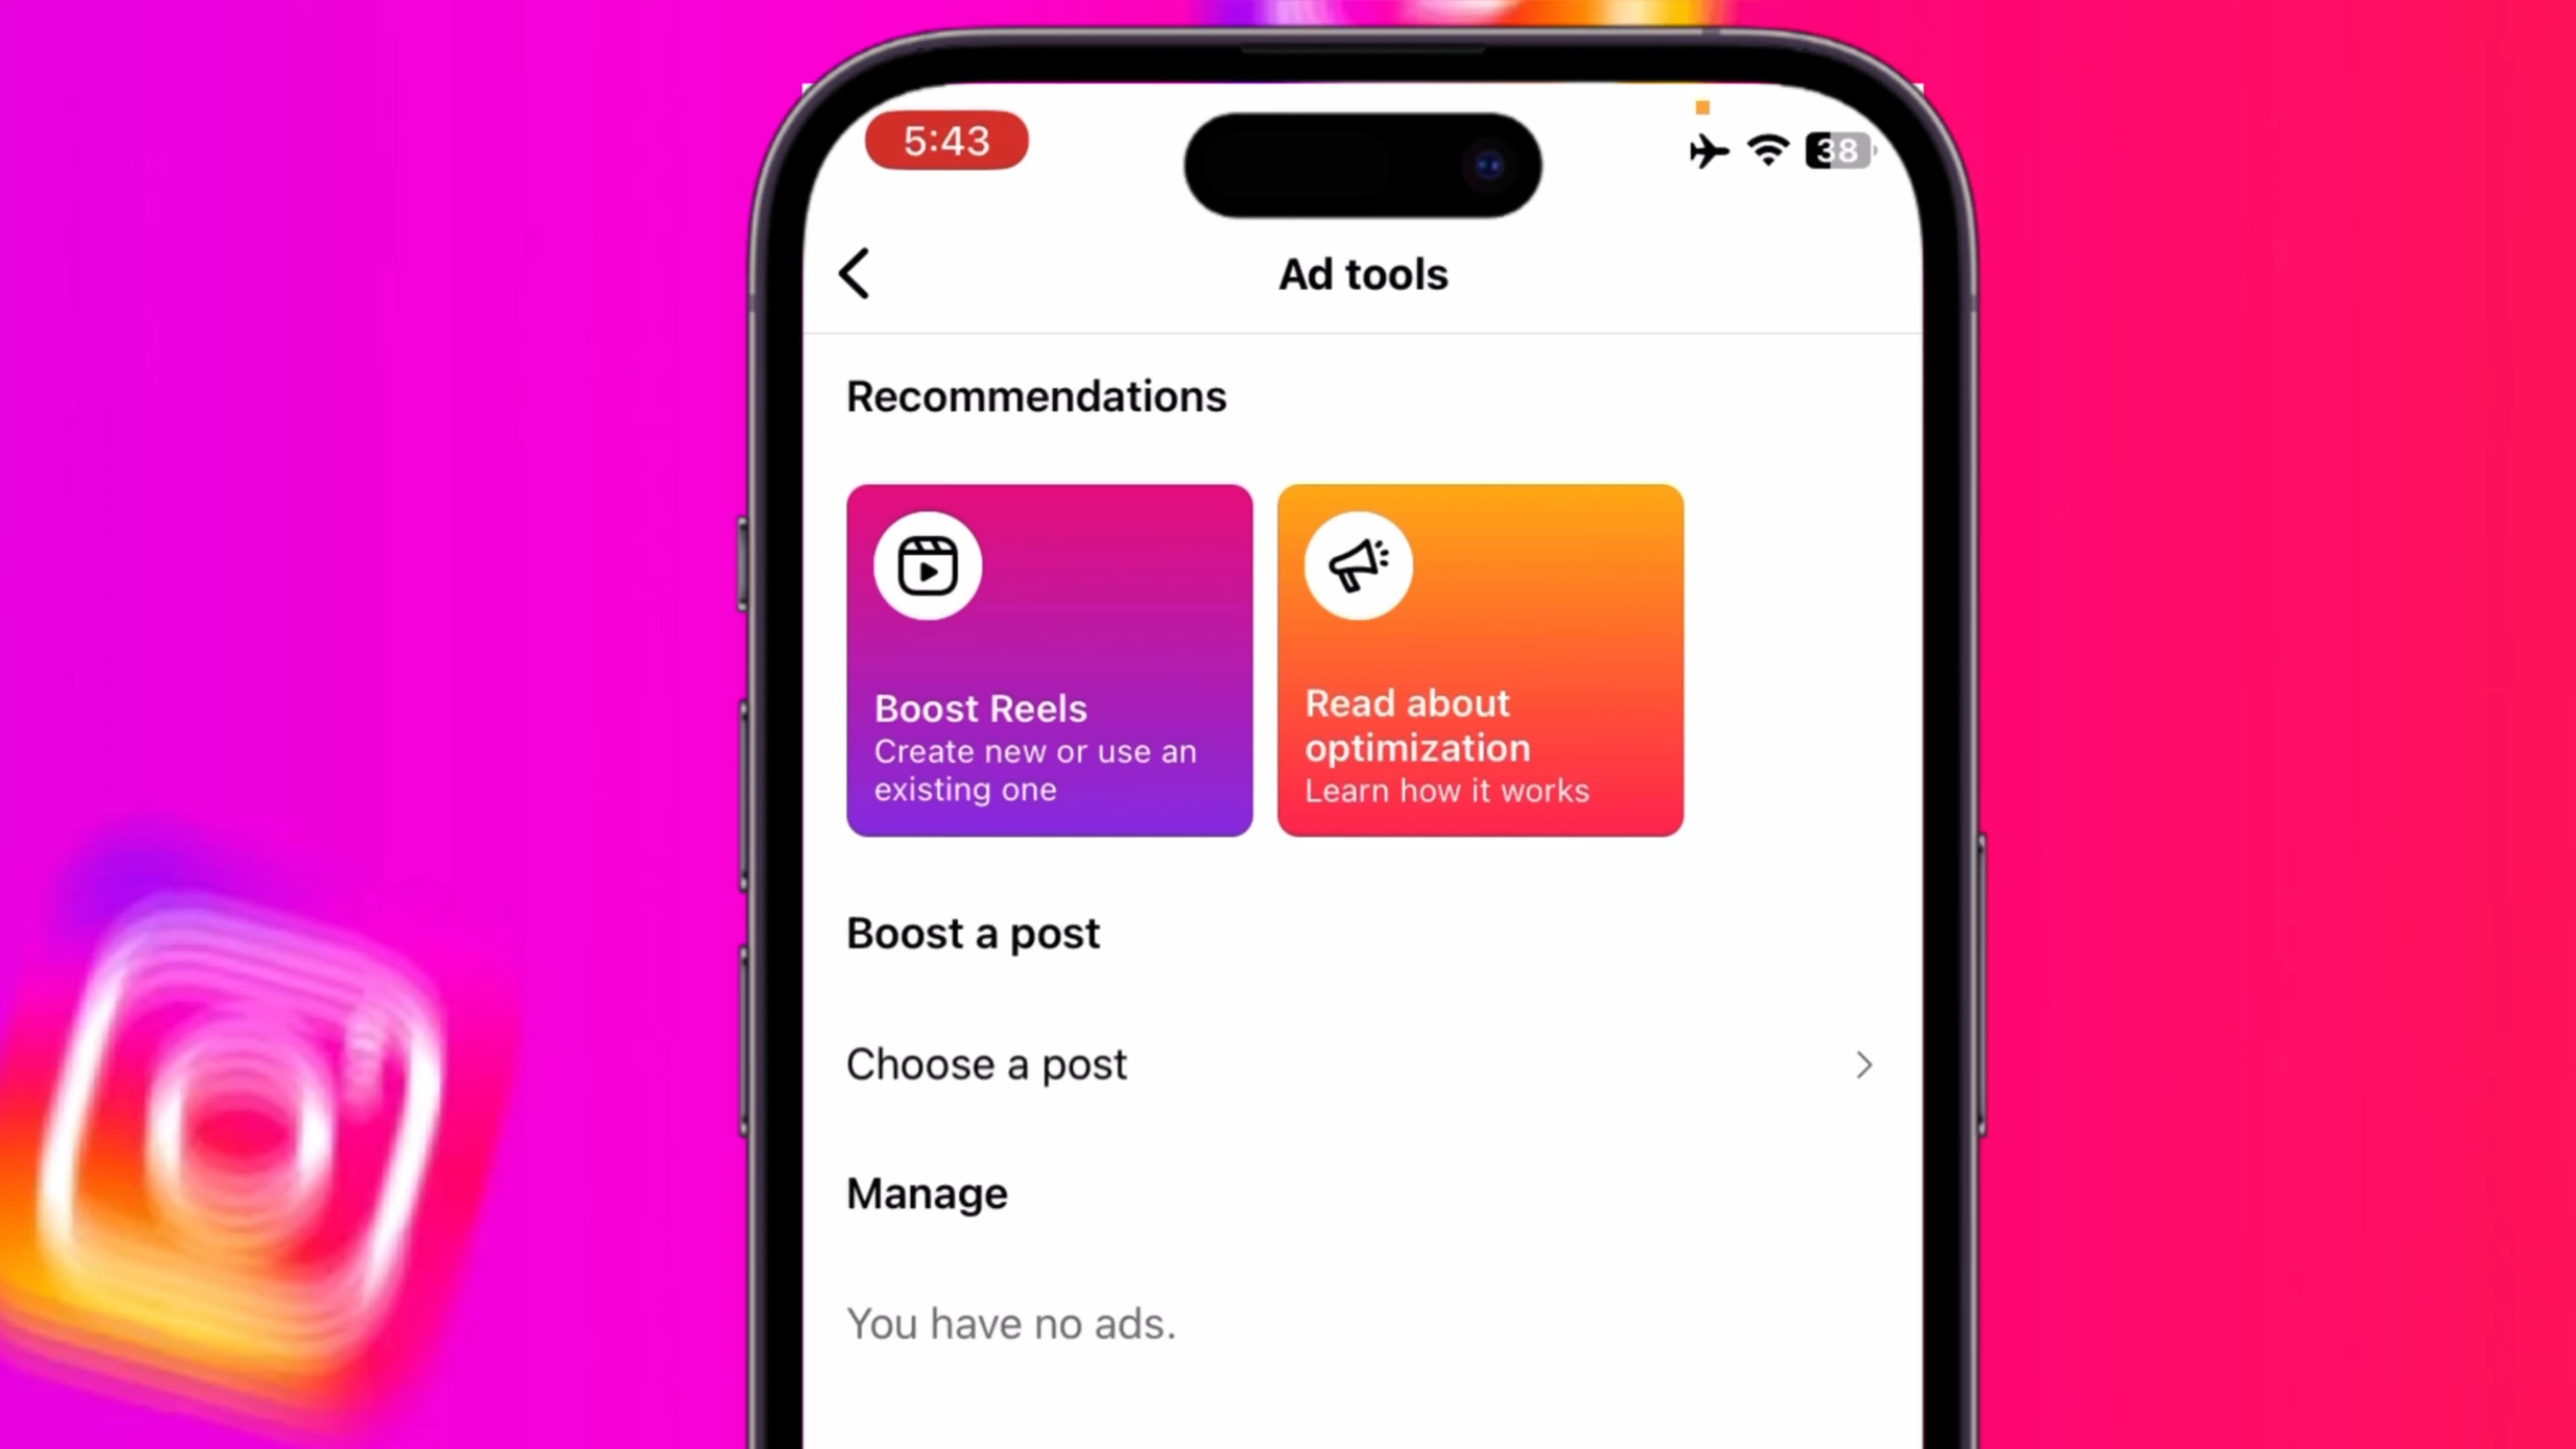 5:43
38
Ad tools
Recommendations
Boost Reels
Create new or use an
existing one
Read about
optimization
Learn how it works
Boost a post
Choose a post
Manage
You have no ads.